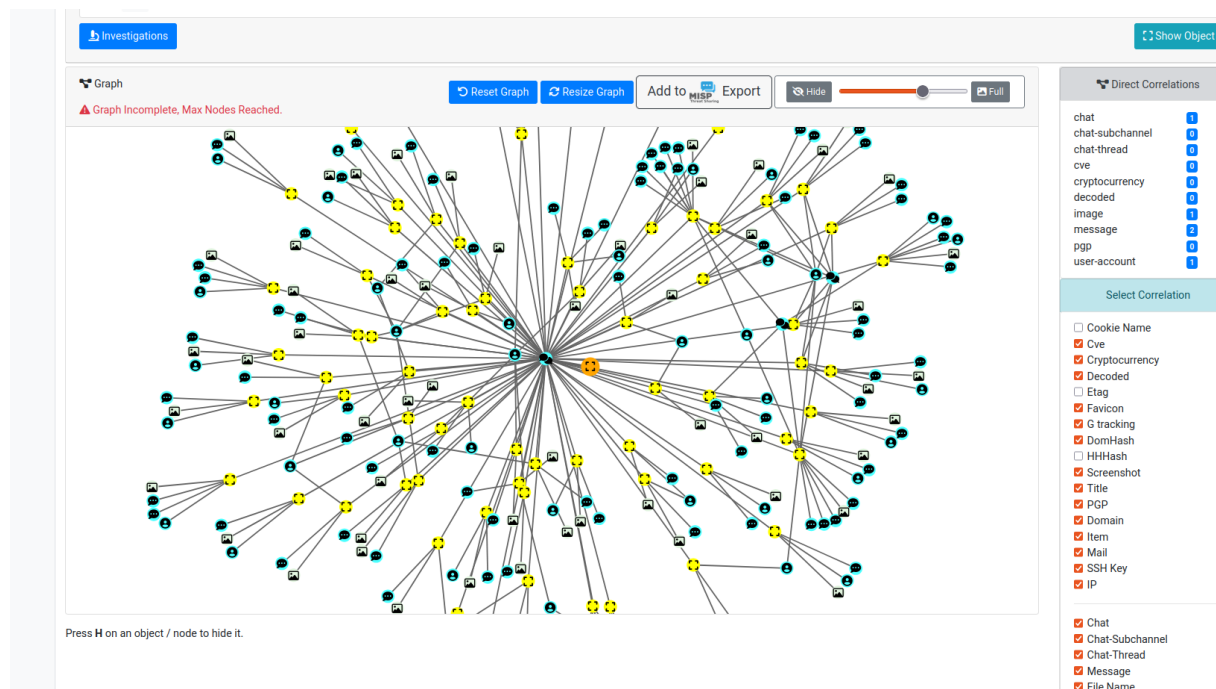 Investigations
Show Object
Graph
Graph Incomplete, Max Nodes Reached.
Reset Graph
Resize Graph
Add to MISP Threat Sharing Export
Hide
Full
Direct Correlations
chat 1
chat-subchannel 0
chat-thread 0
cve 0
cryptocurrency 0
decoded 0
image 1
message 2
pgp 0
user-account 1
Select Correlation
Cookie Name
Cve
Cryptocurrency
Decoded
Etag
Favicon
G tracking
DomHash
HHHash
Screenshot
Title
PGP
Domain
Item
Mail
SSH Key
IP
Chat
Chat-Subchannel
Chat-Thread
Message
File Name
Press H on an object / node to hide it.